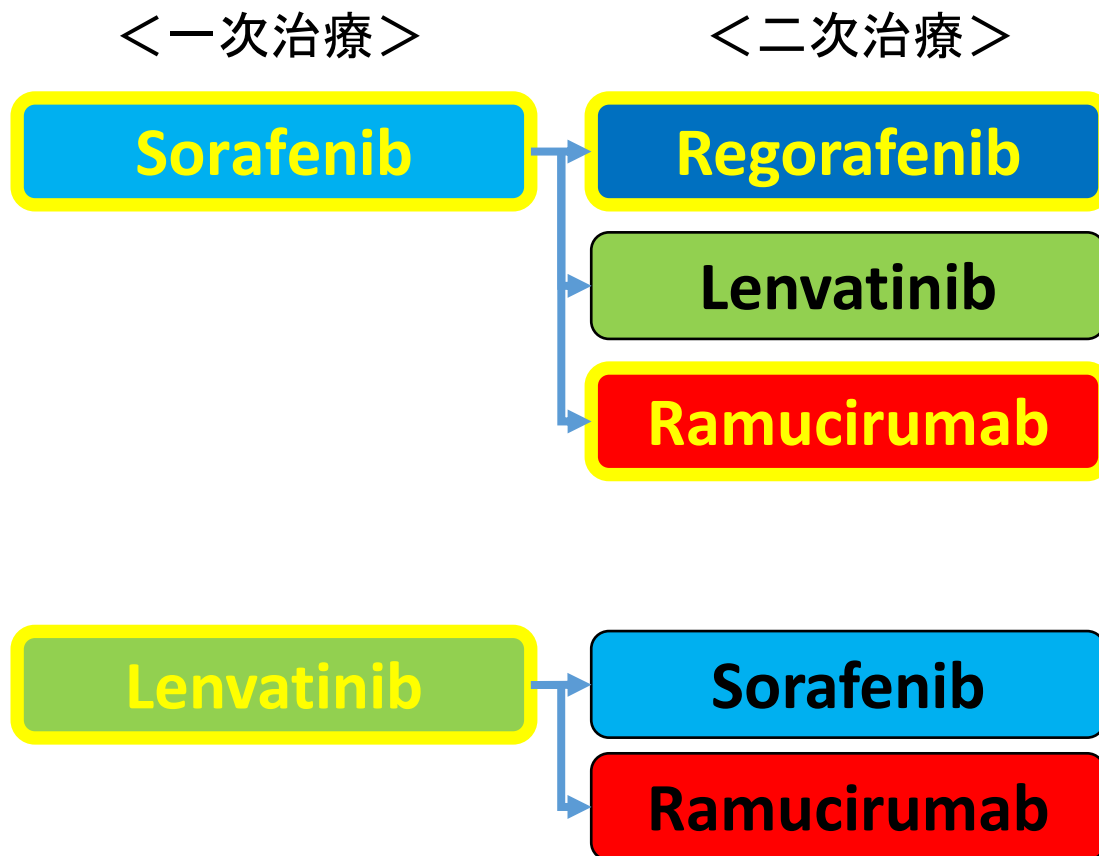 ＜一次治療＞
＜二次治療＞
Sorafenib
Regorafenib
Lenvatinib
Ramucirumab
Lenvatinib
Sorafenib
Ramucirumab